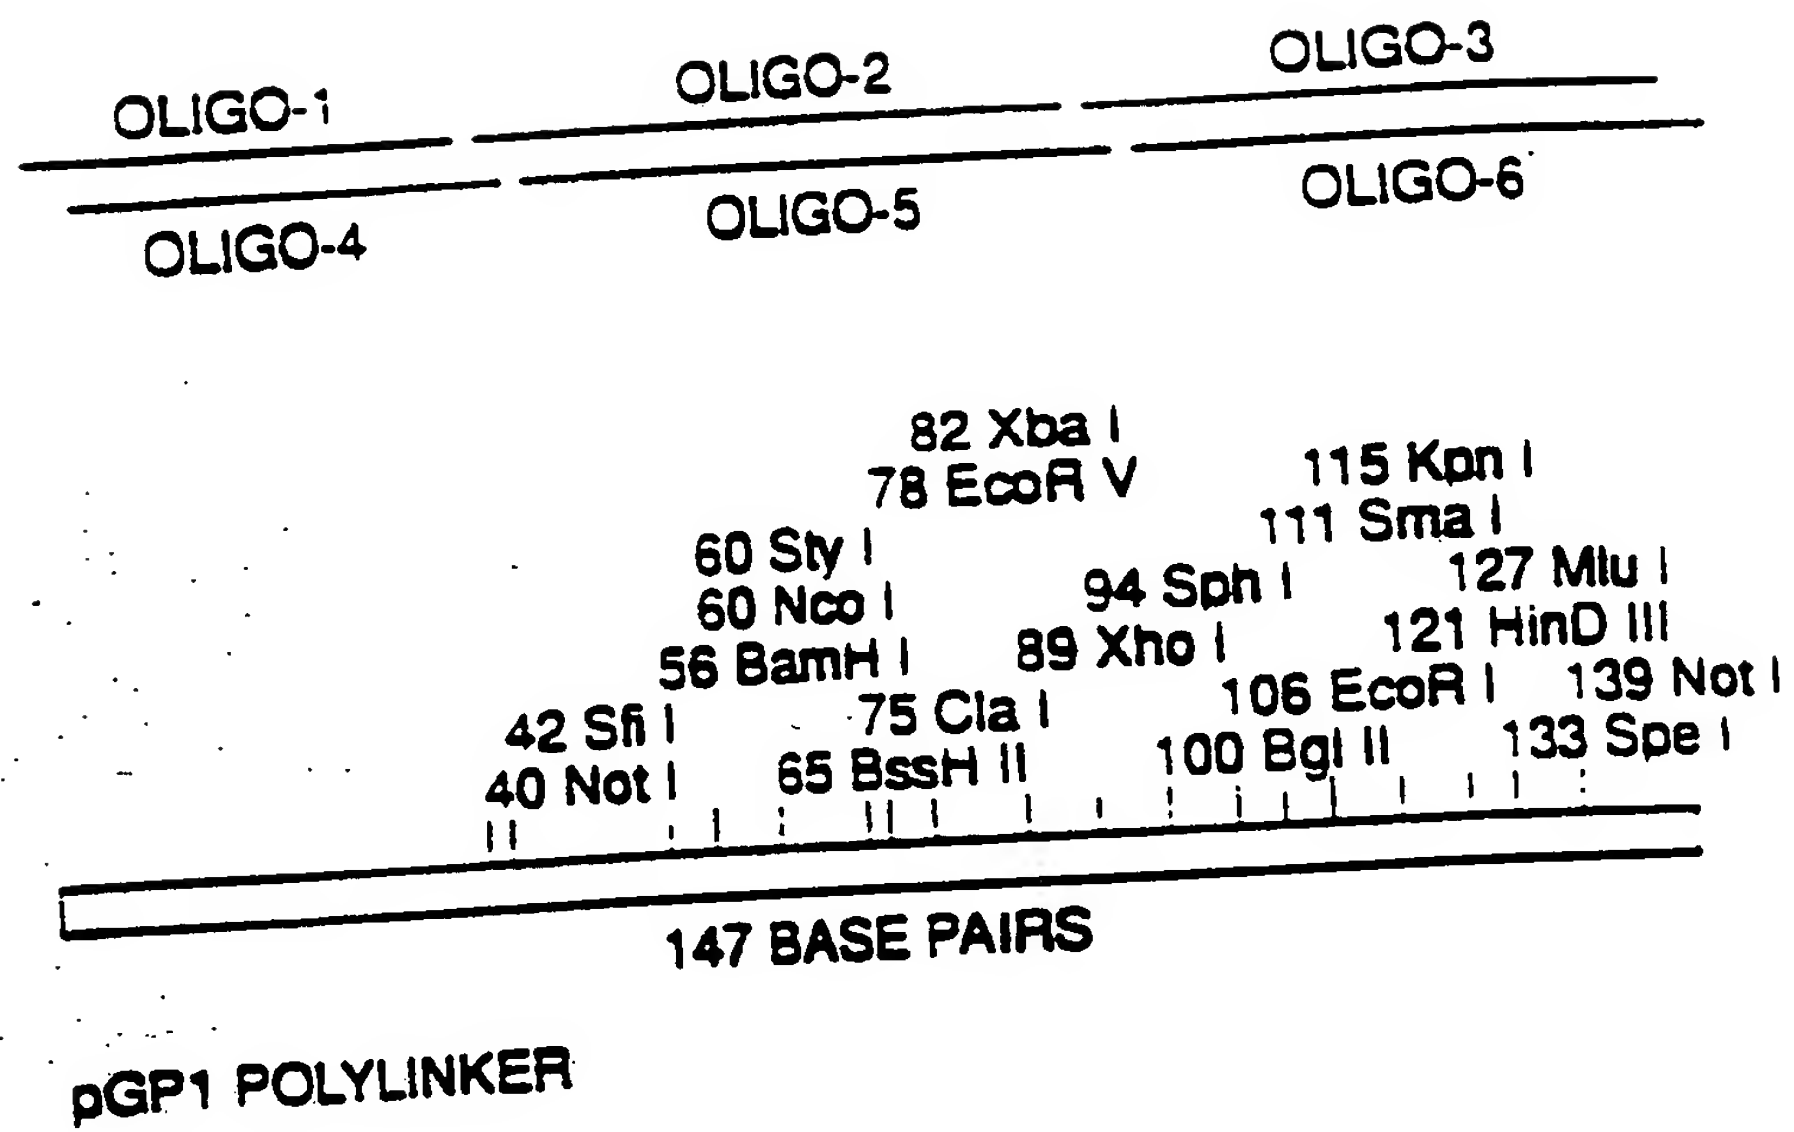 OLIGO-1
OLIGO-2
OLIGO-3
OLIGO-4
OLIGO-5
OLIGO-6
82 Xba I
78 EcoR V
115 Kpn I
111 Sma I
60 Sty I
60 Nco I
56 BamH I
94 Sph I
89 Xho I
127 Mlu I
121 HinD III
42 Sfi I
40 Not I
75 Cla I
65 BssH II
106 EcoR I
100 Bgl II
139 Not I
133 Spe I
147 BASE PAIRS
pGP1 POLYLINKER